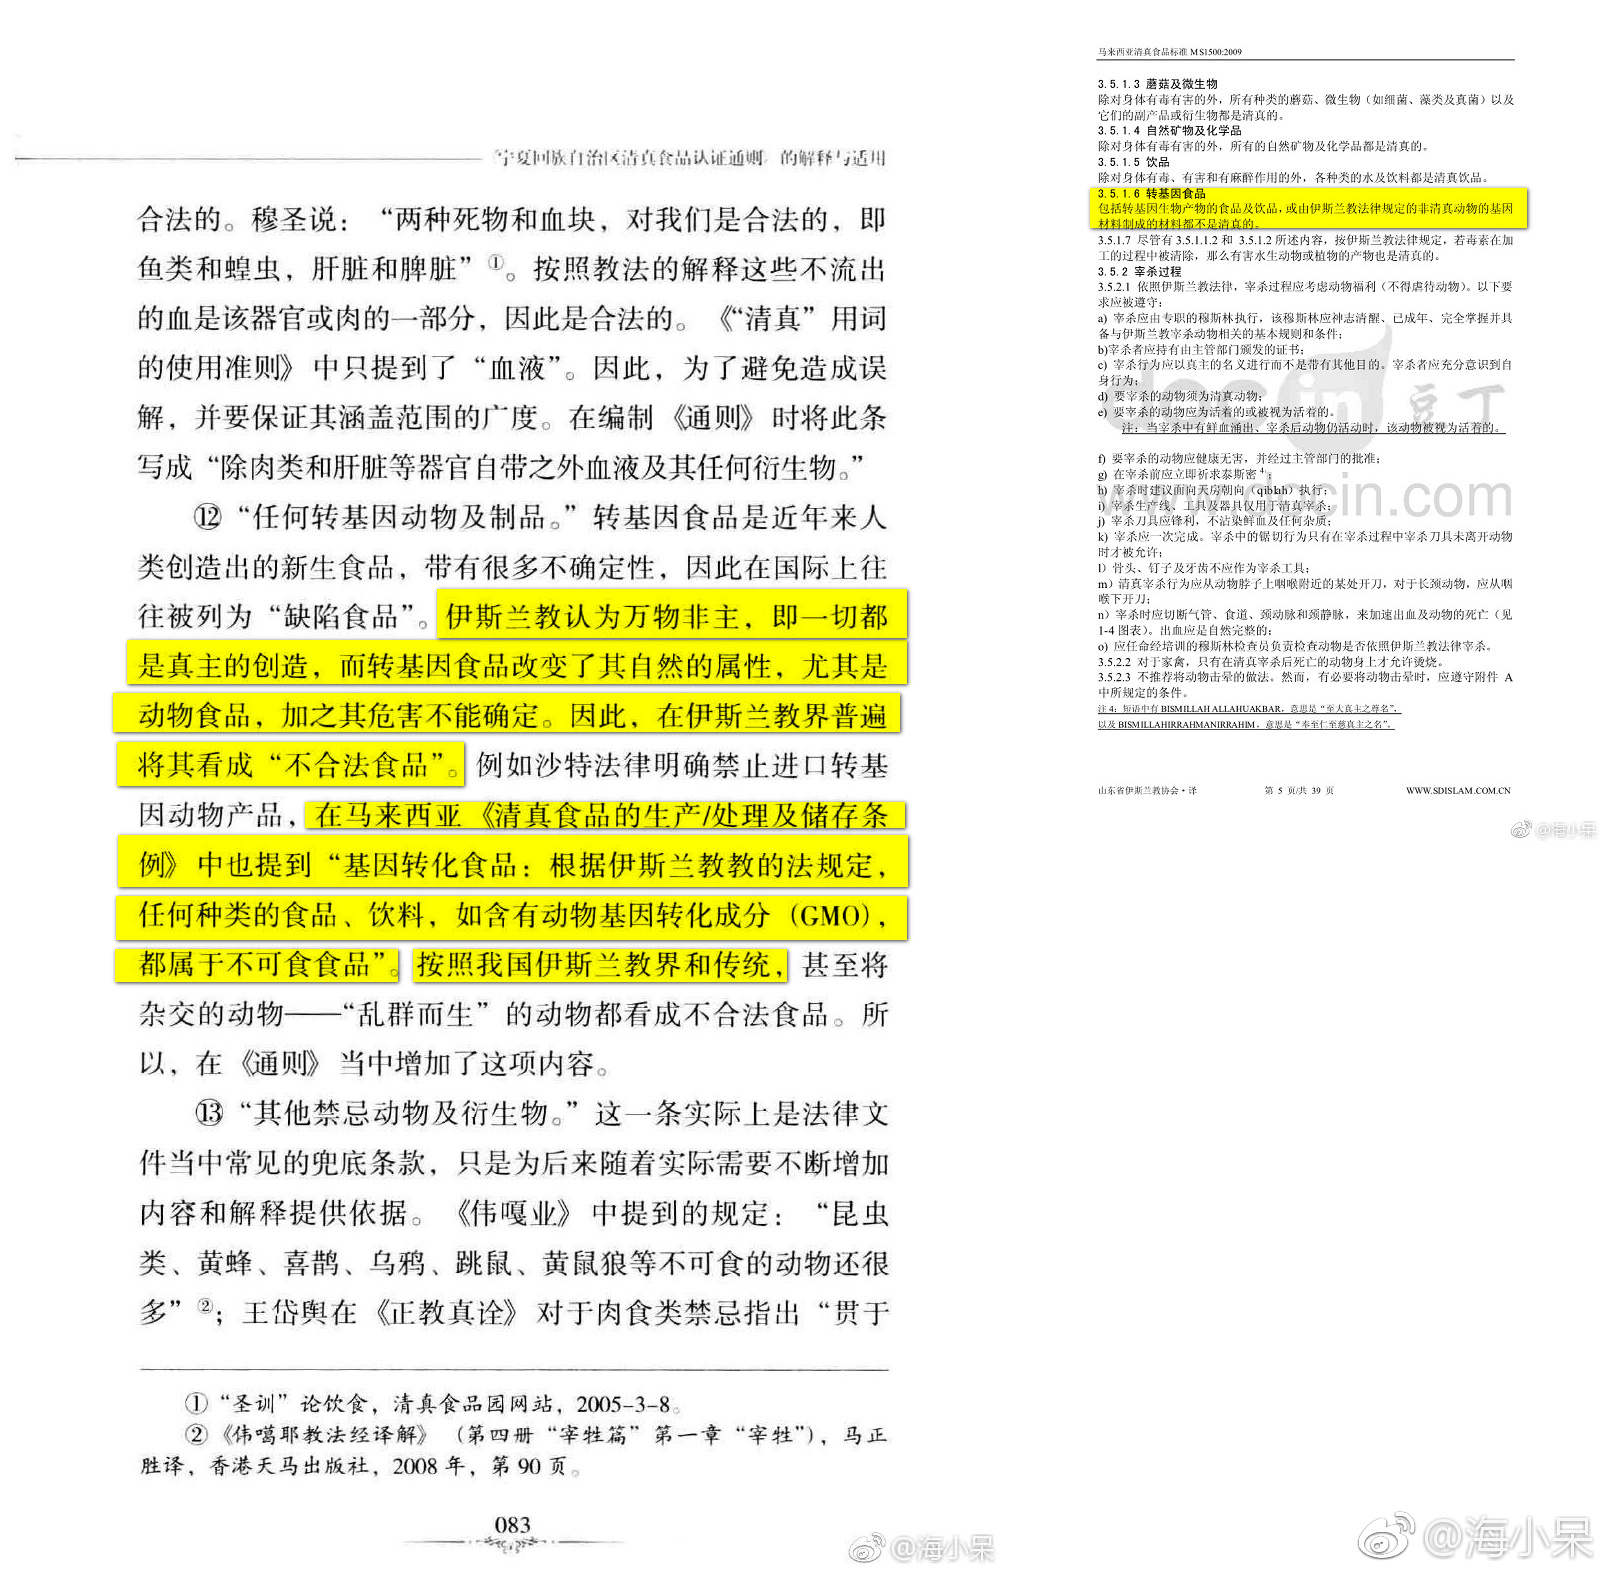 《宁夏回族自治区清真食品认证通则》的解释与适用
合法的。穆圣说：“两种死物和血块，对我们是合法的，即
鱼类和蝗虫，肝脏和脾脏”①。按照教法的解释这些不流出
的血是该器官或肉的一部分，因此是合法的。《“清真”用词
的使用准则》中只提到了“血液”。因此，为了避免造成误
解，并要保证其涵盖范围的广度。在编制《通则》时将此条
写成“除肉类和肝脏等器官自带之外血液及其任何衍生物。”
⑫“任何转基因动物及制品。”转基因食品是近年来人
类创造出的新生食品，带有很多不确定性，因此在国际上往
往被列为“缺陷食品”。伊斯兰教认为万物非主，即一切都
是真主的创造，而转基因食品改变了其自然的属性，尤其是
动物食品，加之其危害不能确定。因此，在伊斯兰教界普遍
将其看成“不合法食品”。例如沙特法律明确禁止进口转基
因动物产品，在马来西亚《清真食品的生产/处理及储存条
例》中也提到“基因转化食品：根据伊斯兰教教的法规定，
任何种类的食品、饮料，如含有动物基因转化成分（GMO），
都属于不可食食品”。按照我国伊斯兰教界和传统，甚至将
杂交的动物——“乱群而生”的动物都看成不合法食品。所
以，在《通则》当中增加了这项内容。
⑬“其他禁忌动物及衍生物。”这一条实际上是法律文
件当中常见的兜底条款，只是为后来随着实际需要不断增加
内容和解释提供依据。《伟嘎业》中提到的规定：“昆虫
类、黄蜂、喜鹊、乌鸦、跳鼠、黄鼠狼等不可食的动物还很
多”②；王岱舆在《正教真诠》对于肉食类禁忌指出“贯于
①“圣训”论饮食，清真食品园网站，2005-3-8。
②《伟噶耶教法经译解》（第四册“宰牲篇”第一章“宰牲”），马正
胜译，香港天马出版社，2008年，第90页。
083
@海小呆
马来西亚清真食品标准 MS1500:2009
3.5.1.3 蘑菇及微生物
除对身体有毒有害的外，所有种类的蘑菇、微生物（如细菌、藻类及真菌）以及
它们的副产品或衍生物都是清真的。
3.5.1.4 自然矿物及化学品
除对身体有毒有害的外，所有的自然矿物及化学品都是清真的。
3.5.1.5 饮品
除对身体有毒、有害和有麻醉作用的外，各种类的水及饮料都是清真饮品。
3.5.1.6 转基因食品
包括转基因生物产物的食品及饮品，或由伊斯兰教法律规定的非清真动物的基因
材料制成的材料都不是清真的。
3.5.1.7 尽管有3.5.1.1.2和 3.5.1.2所述内容，按伊斯兰教法律规定，若毒素在加
工的过程中被清除，那么有害水生动物或植物的产物也是清真的。
3.5.2 宰杀过程
3.5.2.1 依照伊斯兰教法律，宰杀过程应考虑动物福利（不得虐待动物）。以下要
求应被遵守：
a) 宰杀应由专职的穆斯林执行，该穆斯林应神志清醒、已成年、完全掌握并具
备与伊斯兰教宰杀动物相关的基本规则和条件；
b)宰杀者应持有由主管部门颁发的证书；
c) 宰杀行为应以真主的名义进行而不是带有其他目的。宰杀者应充分意识到自
身行为；
d) 要宰杀的动物须为清真动物；
e) 要宰杀的动物应为活着的或被视为活着的。
注：当宰杀中有鲜血涌出、宰杀后动物仍活动时，该动物被视为活着的。
f) 要宰杀的动物应健康无害，并经过主管部门的批准；
g) 在宰杀前应立即祈求泰斯密4；
h) 宰杀时建议面向天房朝向（qiblah）执行；
i) 宰杀生产线、工具及器具仅用于清真宰杀；
j) 宰杀刀具应锋利，不沾染鲜血及任何杂质；
k) 宰杀应一次完成。宰杀中的锯切行为只有在宰杀过程中宰杀刀具未离开动物
时才被允许；
l) 骨头、钉子及牙齿不应作为宰杀工具；
m）清真宰杀行为应从动物脖子上咽喉附近的某处开刀，对于长颈动物，应从咽
喉下开刀；
n）宰杀时应切断气管、食道、颈动脉和颈静脉，来加速出血及动物的死亡（见
1-4图表）。出血应是自然完整的；
o) 应任命经培训的穆斯林检查员负责检查动物是否依照伊斯兰教法律宰杀。
3.5.2.2 对于家禽，只有在清真宰杀后死亡的动物身上才允许烫烧。
3.5.2.3 不推荐将动物击晕的做法。然而，有必要将动物击晕时，应遵守附件 A
中所规定的条件。
注 4：短语中有 BISMILLAH ALLAHUAKBAR，意思是“至大真主之尊名”，
以及 BISMILLAHIRRAHMANIRRAHIM，意思是“奉至仁至慈真主之名”。
docin 豆丁
www.docin.com
山东省伊斯兰教协会·译 第 5 页/共 39 页 WWW.SDISLAM.COM.CN
@海小呆
@海小呆